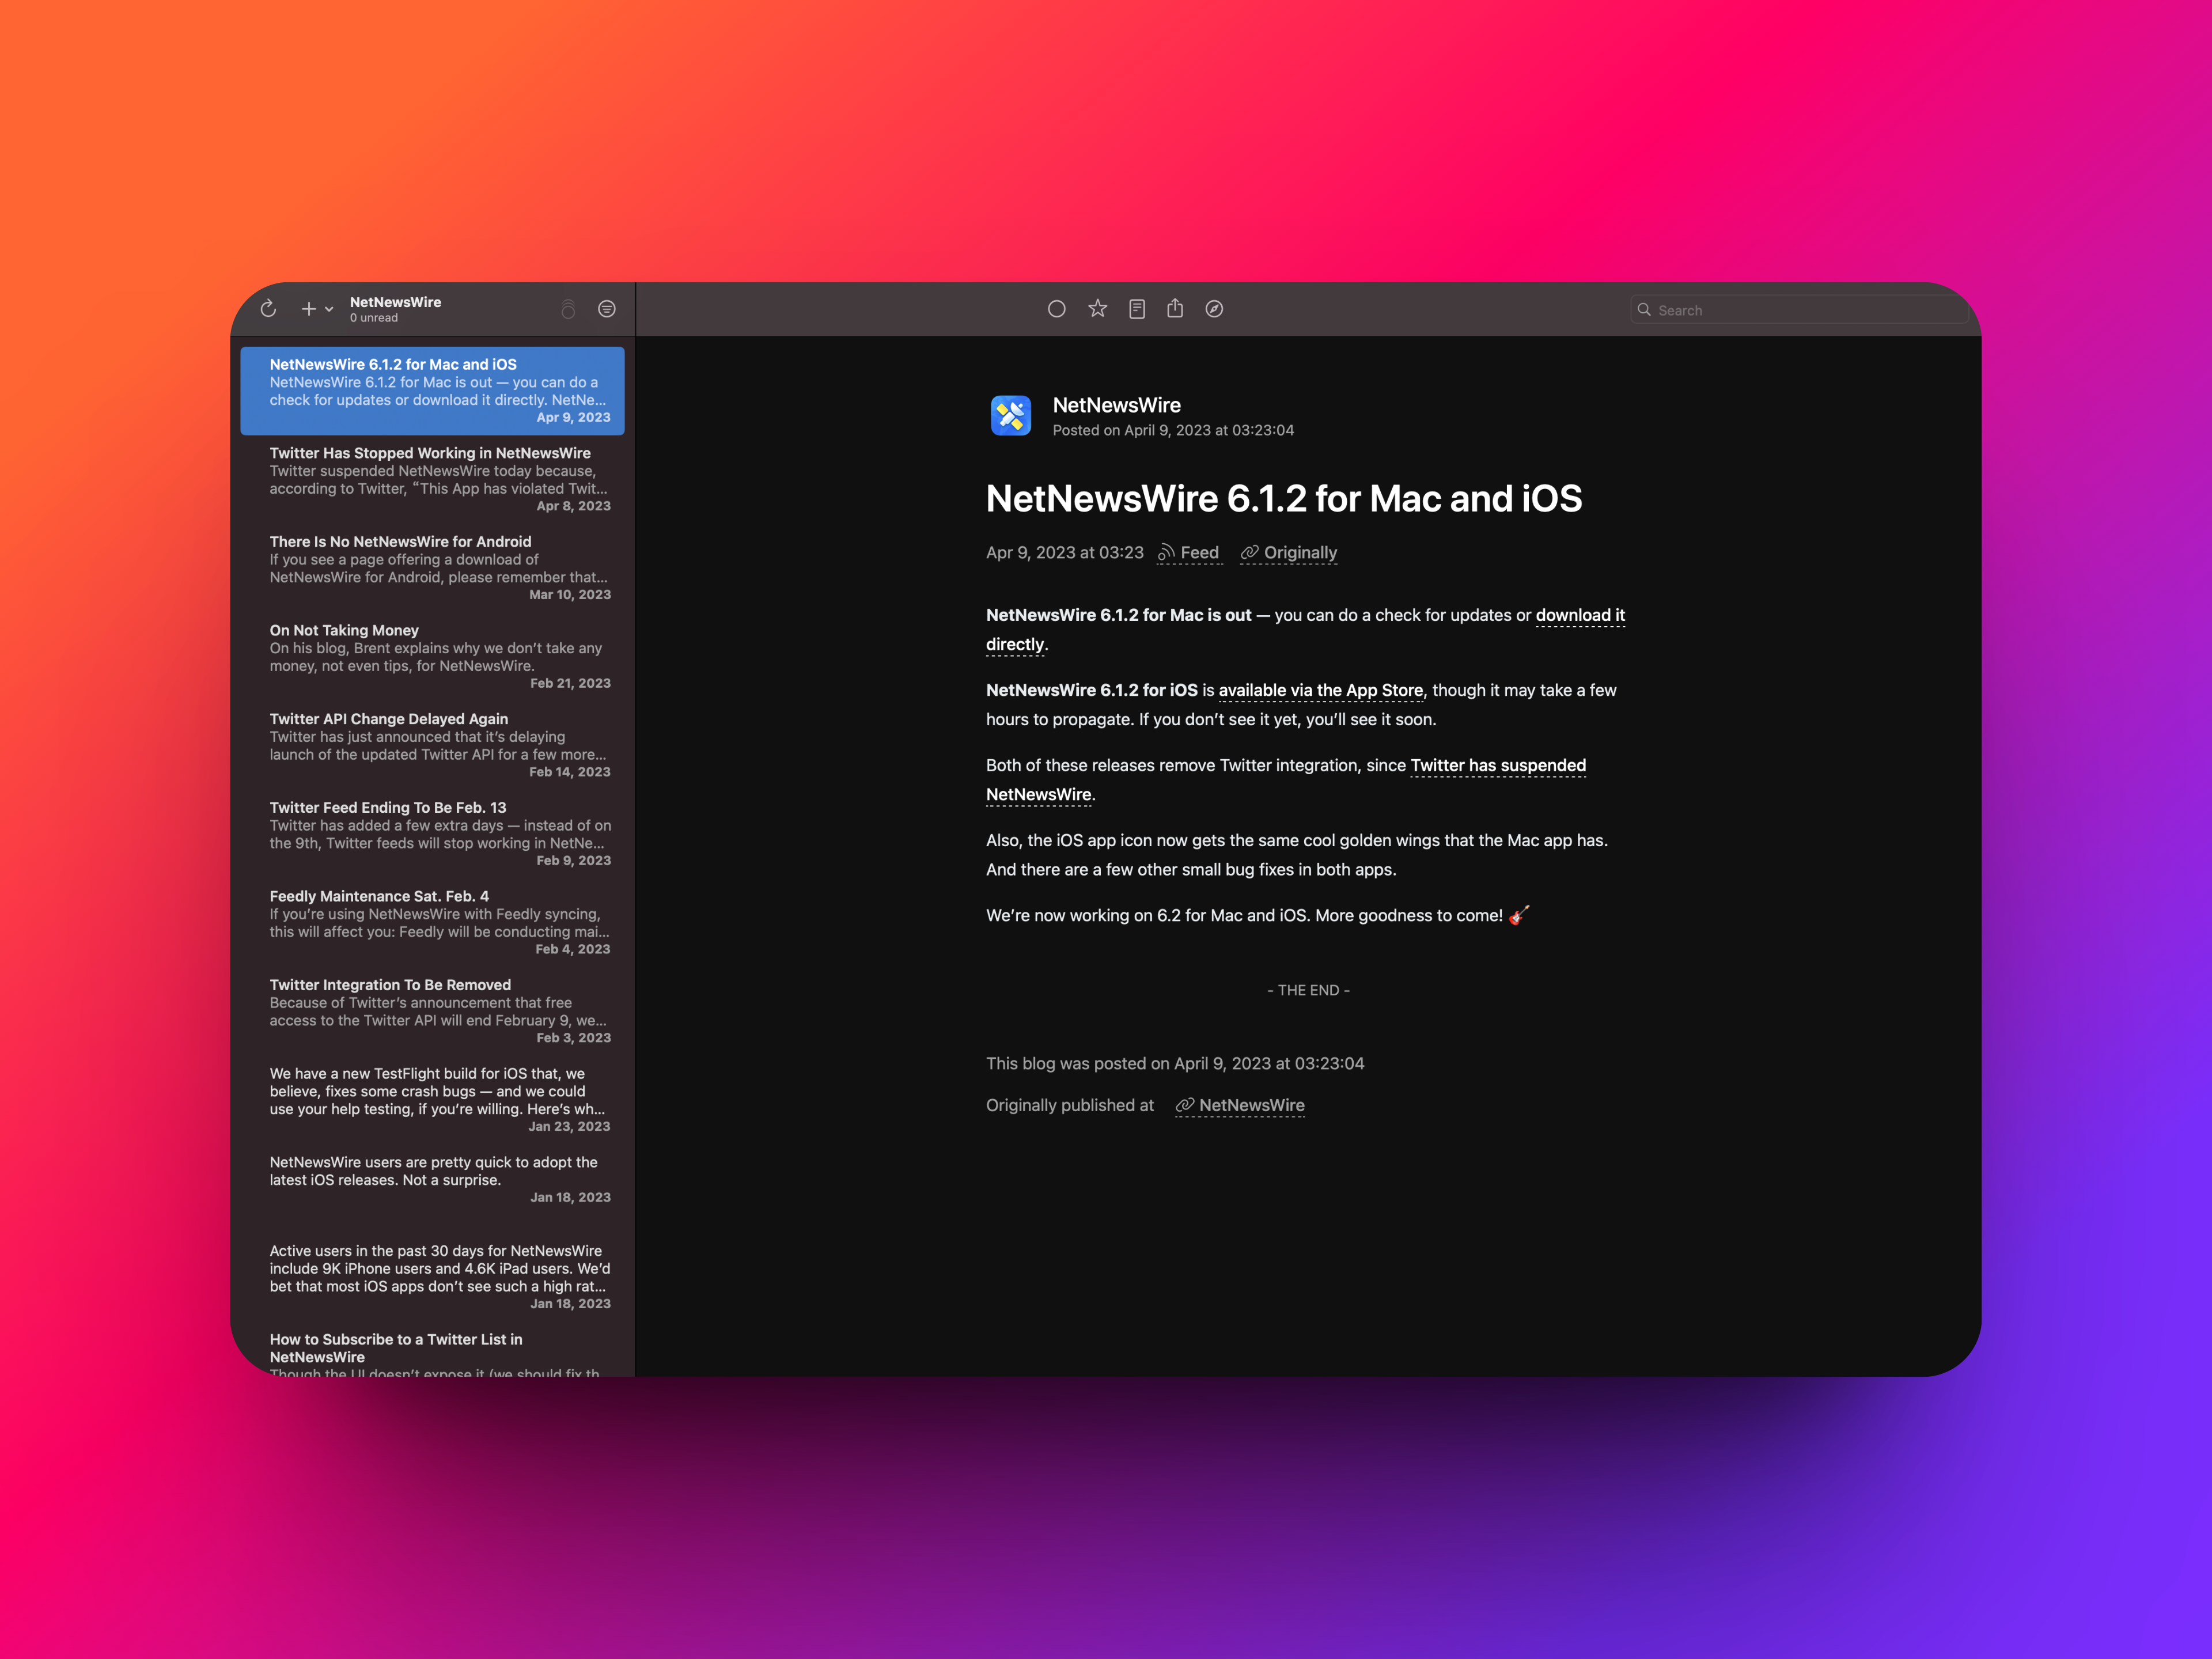 NetNewsWire
0 unread
Search
NetNewsWire 6.1.2 for Mac and iOS
NetNewsWire 6.1.2 for Mac is out — you can do a
check for updates or download it directly. NetNe...
Apr 9, 2023
Twitter Has Stopped Working in NetNewsWire
Twitter suspended NetNewsWire today because,
according to Twitter, “This App has violated Twit...
Apr 8, 2023
There Is No NetNewsWire for Android
If you see a page offering a download of
NetNewsWire for Android, please remember that...
Mar 10, 2023
On Not Taking Money
On his blog, Brent explains why we don’t take any
money, not even tips, for NetNewsWire.
Feb 21, 2023
Twitter API Change Delayed Again
Twitter has just announced that it’s delaying
launch of the updated Twitter API for a few more...
Feb 14, 2023
Twitter Feed Ending To Be Feb. 13
Twitter has added a few extra days — instead of on
the 9th, Twitter feeds will stop working in NetNe...
Feb 9, 2023
Feedly Maintenance Sat. Feb. 4
If you’re using NetNewsWire with Feedly syncing,
this will affect you: Feedly will be conducting mai...
Feb 4, 2023
Twitter Integration To Be Removed
Because of Twitter’s announcement that free
access to the Twitter API will end February 9, we...
Feb 3, 2023
We have a new TestFlight build for iOS that, we
believe, fixes some crash bugs — and we could
use your help testing, if you’re willing. Here’s wh...
Jan 23, 2023
NetNewsWire users are pretty quick to adopt the
latest iOS releases. Not a surprise.
Jan 18, 2023
Active users in the past 30 days for NetNewsWire
include 9K iPhone users and 4.6K iPad users. We’d
bet that most iOS apps don’t see such a high rat...
Jan 18, 2023
How to Subscribe to a Twitter List in
NetNewsWire
Though the UI doesn’t expose it (we should fix th
NetNewsWire
Posted on April 9, 2023 at 03:23:04
NetNewsWire 6.1.2 for Mac and iOS
Apr 9, 2023 at 03:23 Feed Originally
NetNewsWire 6.1.2 for Mac is out — you can do a check for updates or download it
directly.
NetNewsWire 6.1.2 for iOS is available via the App Store, though it may take a few
hours to propagate. If you don’t see it yet, you’ll see it soon.
Both of these releases remove Twitter integration, since Twitter has suspended
NetNewsWire.
Also, the iOS app icon now gets the same cool golden wings that the Mac app has.
And there are a few other small bug fixes in both apps.
We’re now working on 6.2 for Mac and iOS. More goodness to come! 🎸
- THE END -
This blog was posted on April 9, 2023 at 03:23:04
Originally published at NetNewsWire